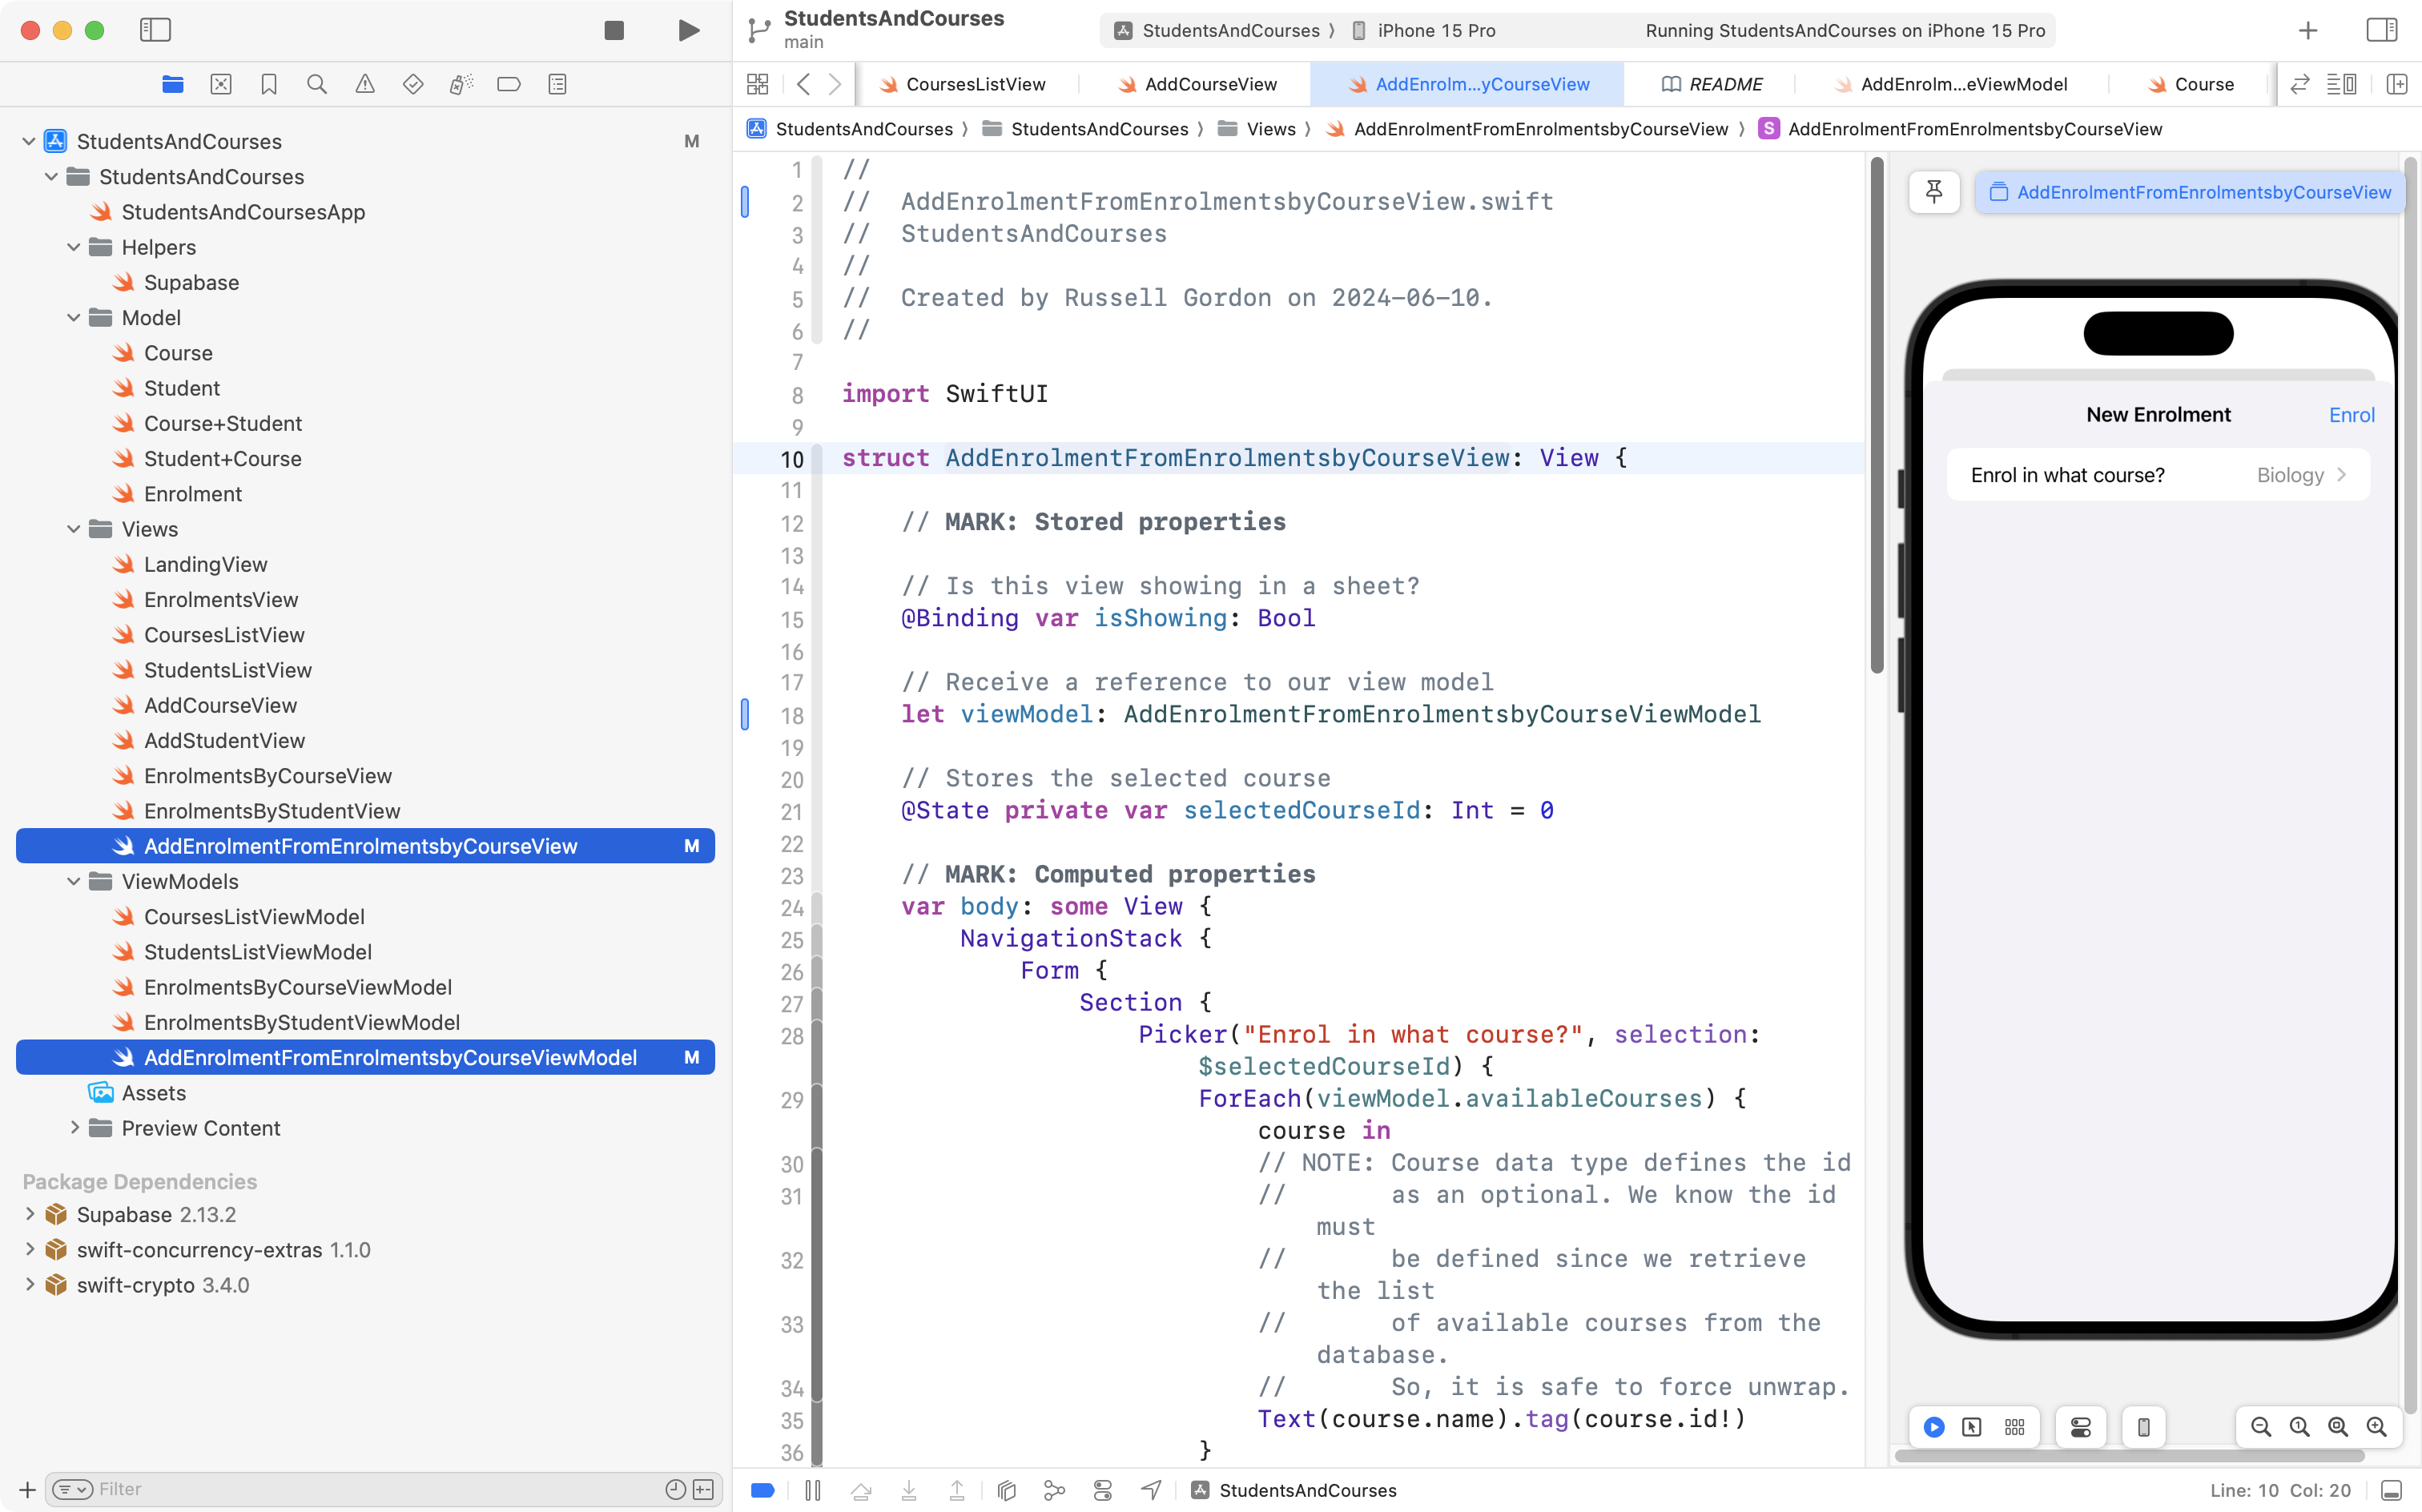 StudentsAndCourses
main
StudentsAndCourses
iPhone 15 Pro
Running StudentsAndCourses on iPhone 15 Pro
CoursesListView
AddCourseView
AddEnrolm...yCourseView
README
AddEnrolm...eViewModel
Course
StudentsAndCourses
StudentsAndCourses
Views
AddEnrolmentFromEnrolmentsbyCourseView
S AddEnrolmentFromEnrolmentsbyCourseView
StudentsAndCourses M
StudentsAndCourses
StudentsAndCoursesApp
Helpers
Supabase
Model
Course
Student
Course+Student
Student+Course
Enrolment
Views
LandingView
EnrolmentsView
CoursesListView
StudentsListView
AddCourseView
AddStudentView
EnrolmentsByCourseView
EnrolmentsByStudentView
AddEnrolmentFromEnrolmentsbyCourseView M
ViewModels
CoursesListViewModel
StudentsListViewModel
EnrolmentsByCourseViewModel
EnrolmentsByStudentViewModel
AddEnrolmentFromEnrolmentsbyCourseViewModel M
Assets
Preview Content
Package Dependencies
Supabase 2.13.2
swift-concurrency-extras 1.1.0
swift-crypto 3.4.0
Filter
1 //
2 //  AddEnrolmentFromEnrolmentsbyCourseView.swift
3 //  StudentsAndCourses
4 //
5 //  Created by Russell Gordon on 2024-06-10.
6 //
7
8 import SwiftUI
9
10 struct AddEnrolmentFromEnrolmentsbyCourseView: View {
11
12     // MARK: Stored properties
13
14     // Is this view showing in a sheet?
15     @Binding var isShowing: Bool
16
17     // Receive a reference to our view model
18     let viewModel: AddEnrolmentFromEnrolmentsbyCourseViewModel
19
20     // Stores the selected course
21     @State private var selectedCourseId: Int = 0
22
23     // MARK: Computed properties
24     var body: some View {
25         NavigationStack {
26             Form {
27                 Section {
28                     Picker("Enrol in what course?", selection:
$selectedCourseId) {
29                         ForEach(viewModel.availableCourses) {
course in
30                             // NOTE: Course data type defines the id
31                             //       as an optional. We know the id
must
32                             //       be defined since we retrieve
the list
33                             //       of available courses from the
database.
34                             //       So, it is safe to force unwrap.
35                             Text(course.name).tag(course.id!)
36                         }
AddEnrolmentFromEnrolmentsbyCourseView
New Enrolment
Enrol
Enrol in what course?
Biology
StudentsAndCourses
Line: 10 Col: 20